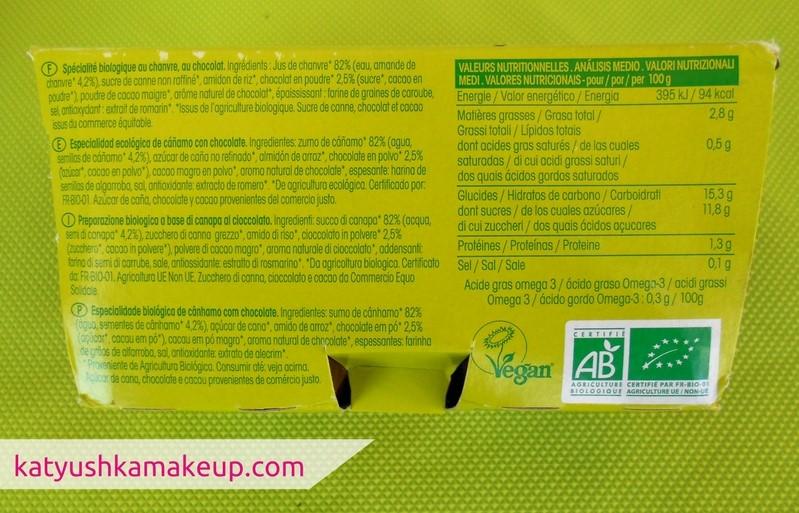 F Spécialité biologique au chanvre, au chocolat. Ingrédients : Jus de chanvre* 82% (eau, amande de
chanvre* 4,2%), sucre de canne non raffiné*, amidon de riz*, chocolat en poudre* 2,5% (sucre*, cacao en
poudre*), poudre de cacao maigre*, arôme naturel de chocolat*, épaississant : farine de graines de caroube,
sel, antioxydant : extrait de romarin*. *Issus de l'agriculture biologique. Sucre de canne, chocolat et cacao
issus du commerce équitable.
E Especialidad ecológica de cáñamo con chocolate. Ingredientes: zumo de cáñamo* 82% (agua,
semillas de cáñamo* 4,2%), azúcar de caña no refinado*, almidón de arroz*, chocolate en polvo* 2,5%
(azúcar*, cacao en polvo*), cacao magro en polvo*, aroma natural de chocolate*, espesante: harina de
semillas de algarroba, sal, antioxidante: extracto de romero*. *De agricultura ecológica. Certificado por:
FR-BIO-01. Azúcar de caña, chocolate y cacao provenientes del comercio justo.
I Preparazione biologica a base di canapa al cioccolato. Ingredienti: succo di canapa* 82% (acqua,
semi di canapa* 4,2%), zucchero di canna grezzo*, amido di riso*, cioccolato in polvere* 2,5%
(zucchero*, cacao in polvere*), polvere di cacao magro*, aroma naturale di cioccolato*, addensanti:
farina di semi di carrube, sale, antiossidante: estratto di rosmarino*. *Da agricoltura biologica. Certificato
da: FR-BIO-01. Agricoltura UE Non UE. Zucchero di canna, cioccolato e cacao da Commercio Equo
Solidale.
P Especialidade biológica de cânhamo com chocolate. Ingredientes: sumo de cânhamo* 82%
(água, sementes de cânhamo* 4,2%), açúcar de cana*, amido de arroz*, chocolate em pó* 2,5%
(açúcar*, cacau em pó*), cacau em pó magro*, aroma natural de chocolate*, espessantes: farinha
de grãos de alfarroba, sal, antioxidante: extrato de alecrim*.
*Proveniente de Agricultura Biológica. Consumir até: veja acima.
Açúcar de cana, chocolate e cacau provenientes de comércio justo.
VALEURS NUTRITIONNELLES. ANÁLISIS MEDIO. VALORI NUTRIZIONALI
MEDI. VALORES NUTRICIONAIS - pour / por / per 100 g
Energie / Valor energético / Energia 395 kJ / 94 kcal
Matières grasses / Grasa total / 2,8 g
Grassi totali / Lípidos totais
dont acides gras saturés / de las cuales 0,5 g
saturadas / di cui acidi grassi saturi /
dos quais ácidos gordos saturados
Glucides / Hidratos de carbono / Carboidrati 15,3 g
dont sucres / de los cuales azúcares / 11,8 g
di cui zuccheri / dos quais ácidos açucares
Protéines / Proteínas / Proteine 1,3 g
Sel / Sal / Sale 0,1 g
Acide gras omega 3 / ácido graso Omega-3 / acidi grassi
Omega 3 / ácido gordo Omega-3 : 0,3 g / 100g
Vegan
CERTIFIÉ
AB
AGRICULTURE
BIOLOGIQUE
CERTIFIÉ PAR FR-BIO-01
AGRICULTURE UE / NON-UE
katyushkamakeup.com